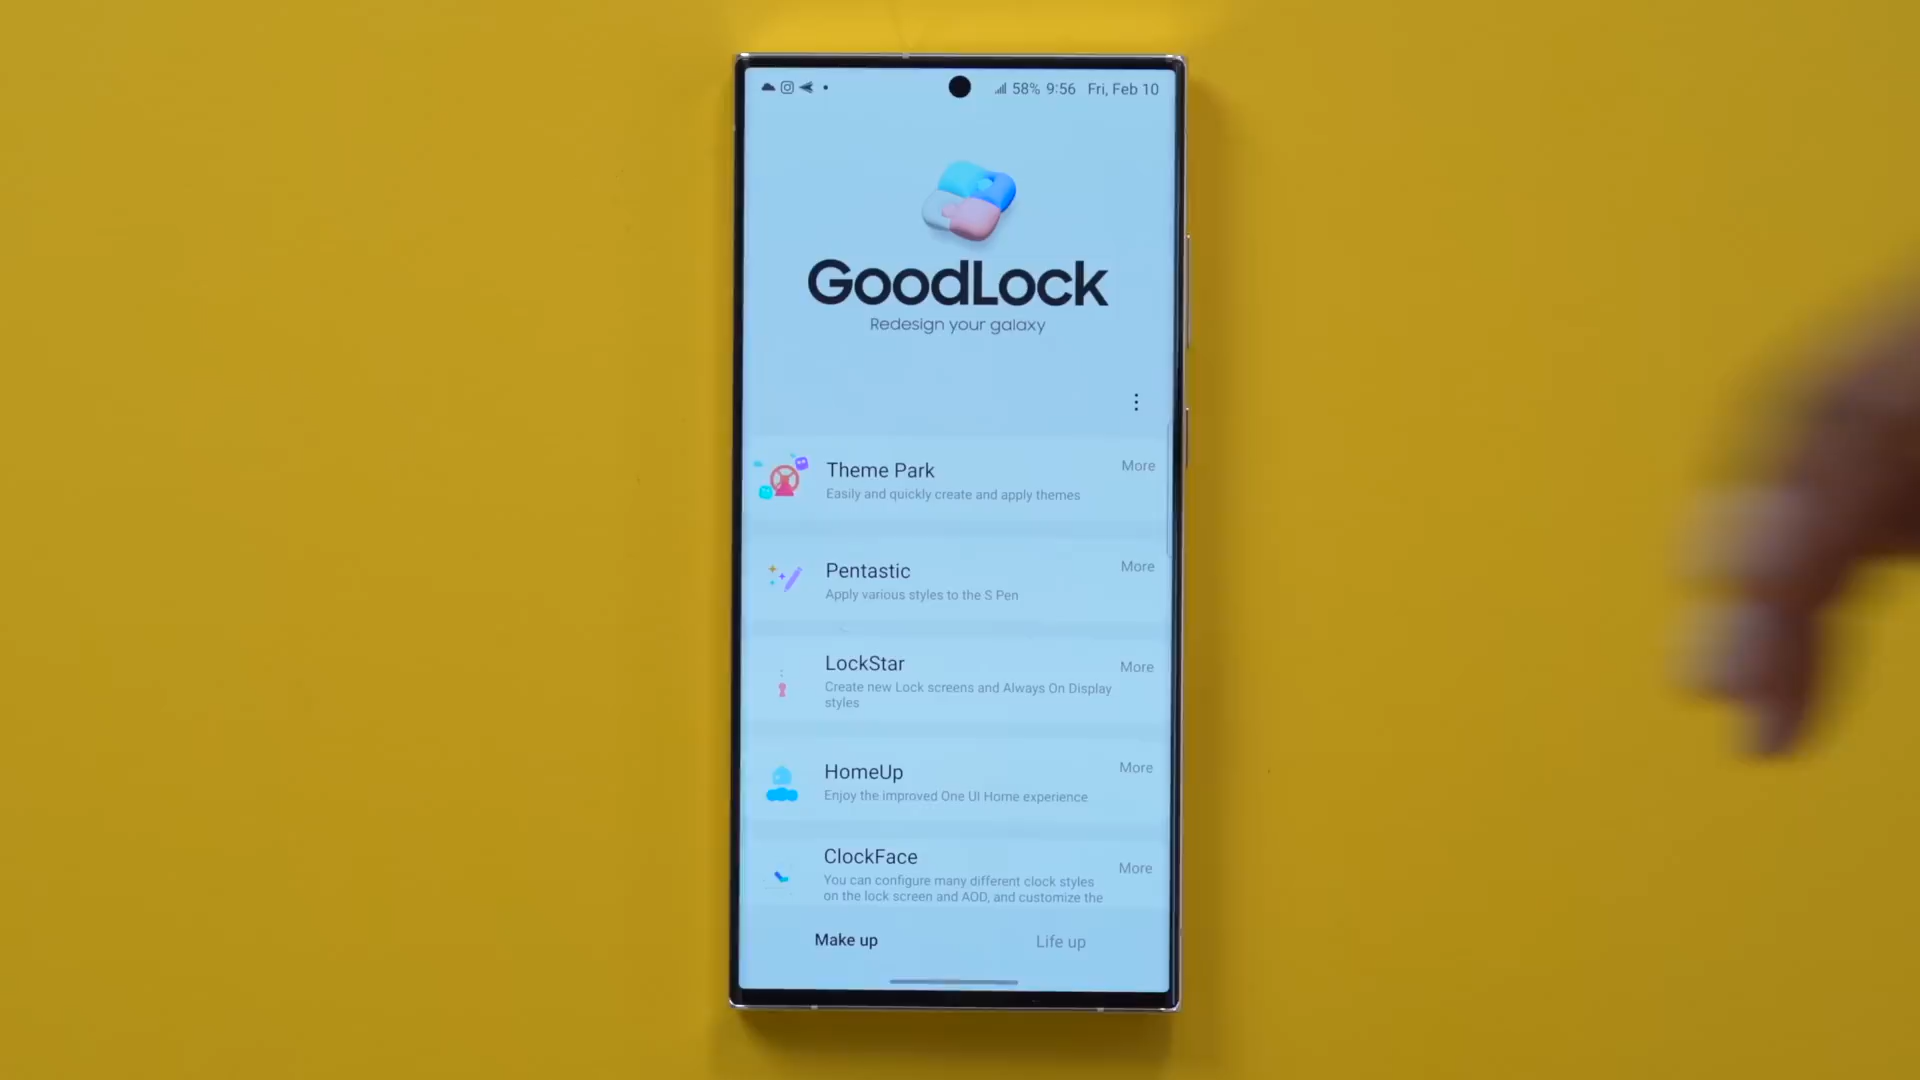 58% 9:56 Fri, Feb 10
GoodLock
Redesign your galaxy
Theme Park
More
Easily and quickly create and apply themes
Pentastic
More
Apply various styles to the S Pen
LockStar
More
Create new Lock screens and Always On Display
styles
HomeUp
More
Enjoy the improved One UI Home experience
ClockFace
More
You can configure many different clock styles
on the lock screen and AOD, and customize the
Make up
Life up